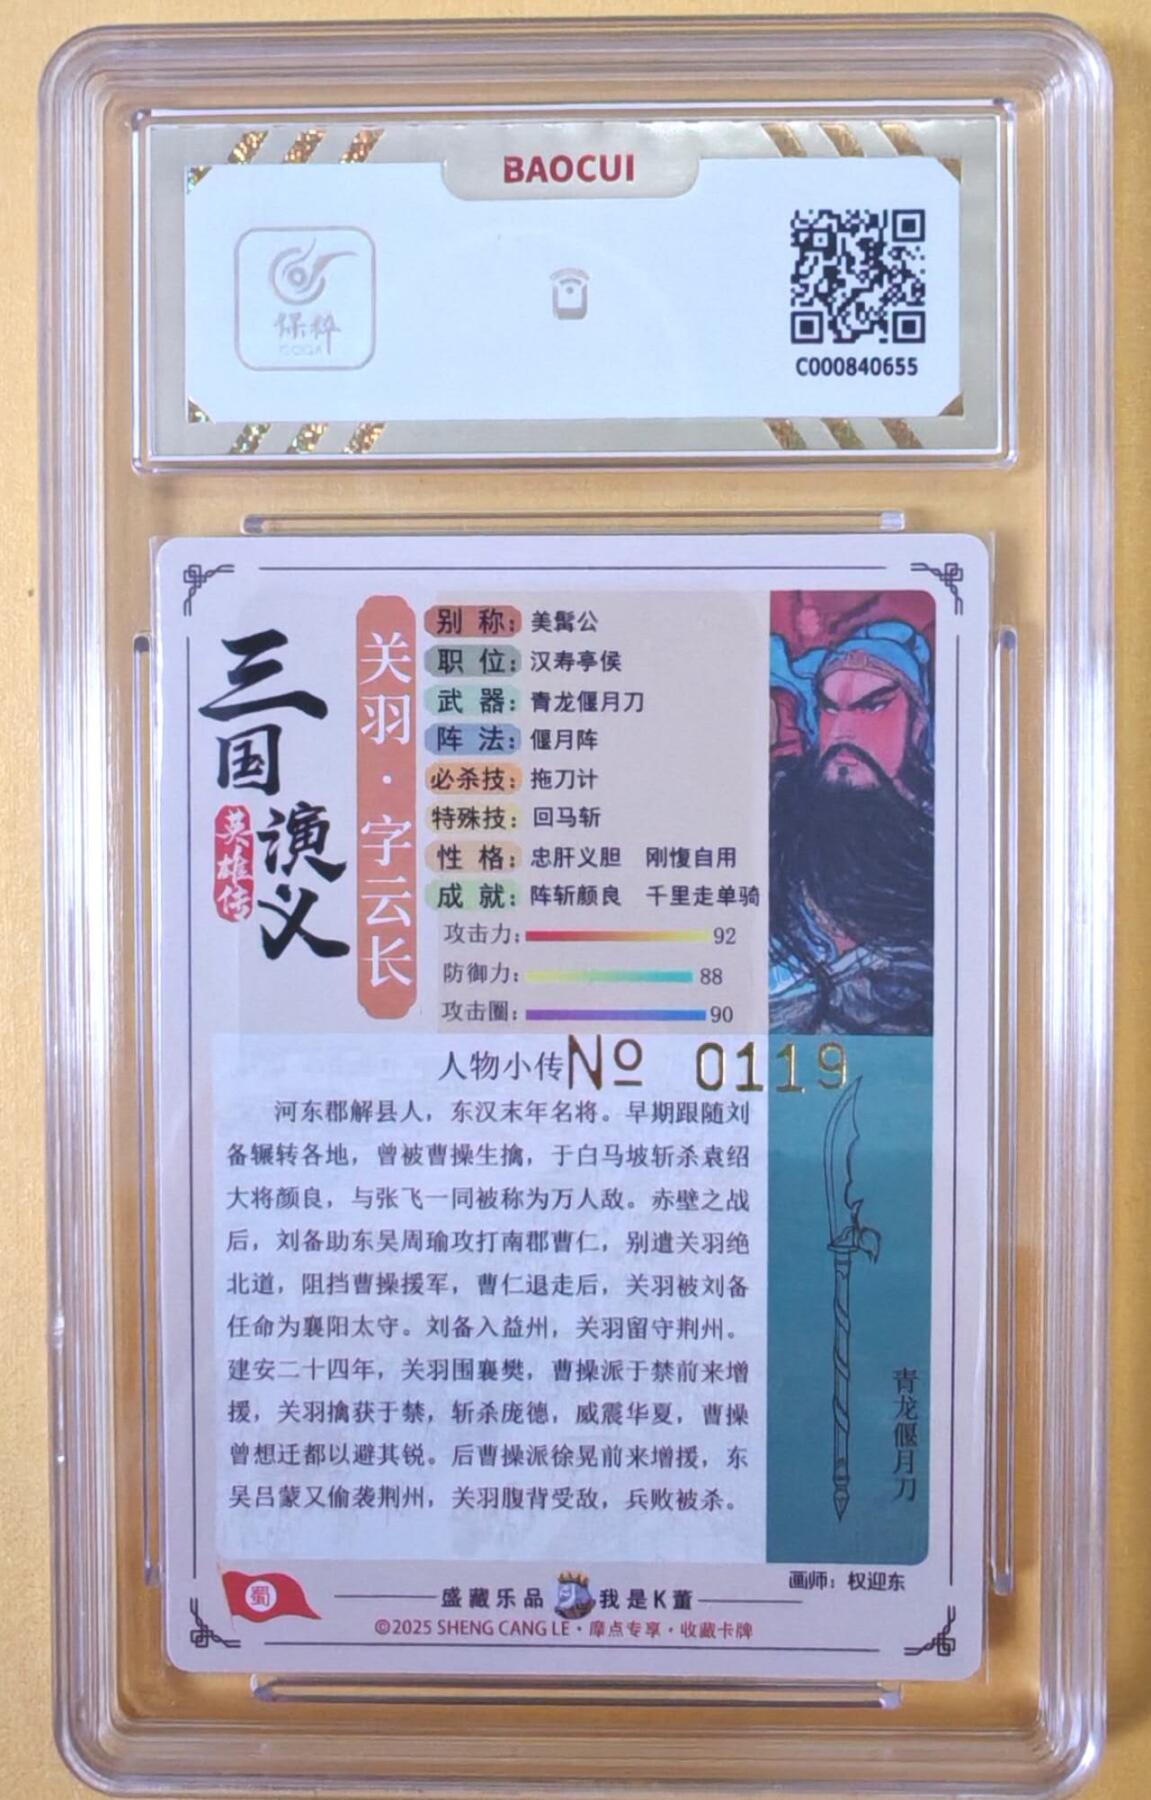 BAOCUI
保粹
C000840655
三国演义
英雄传
关羽·字云长
别称：美髯公
职位：汉寿亭侯
武器：青龙偃月刀
阵法：偃月阵
必杀技：拖刀计
特殊技：回马斩
性格：忠肝义胆 刚愎自用
成就：阵斩颜良 千里走单骑
攻击力：92
防御力：88
攻击圈：90
人物小传 No 0119
河东郡解县人，东汉末年名将。早期跟随刘
备辗转各地，曾被曹操生擒，于白马坡斩杀袁绍
大将颜良，与张飞一同被称为万人敌。赤壁之战
后，刘备助东吴周瑜攻打南郡曹仁，别遣关羽绝
北道，阻挡曹操援军，曹仁退走后，关羽被刘备
任命为襄阳太守。刘备入益州，关羽留守荆州。
建安二十四年，关羽围襄樊，曹操派于禁前来增
援，关羽擒获于禁，斩杀庞德，威震华夏，曹操
曾想迁都以避其锐。后曹操派徐晃前来增援，东
吴吕蒙又偷袭荆州，关羽腹背受敌，兵败被杀。
青龙偃月刀
画师：权迎东
蜀
盛藏乐品 我是K董
©2025 SHENG CANG LE·摩点专享·收藏卡牌